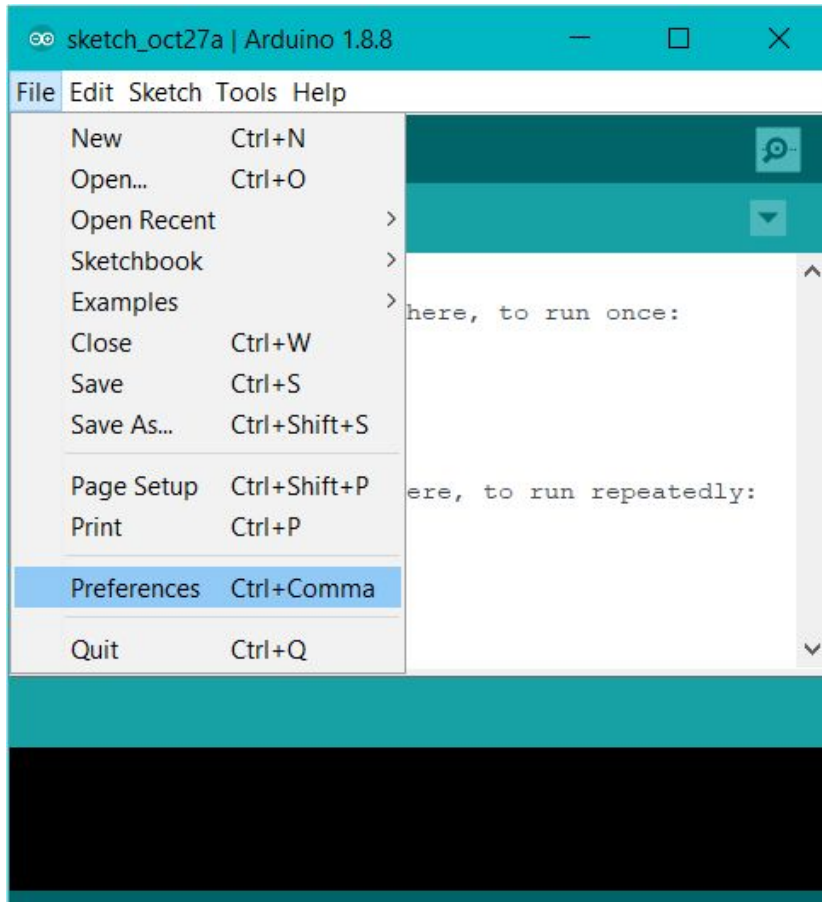 sketch_oct27a | Arduino 1.8.8
File Edit Sketch Tools Help
New Ctrl+N
Open... Ctrl+O
Open Recent
Sketchbook
Examples
here, to run once:
Close Ctrl+W
Save Ctrl+S
Save As... Ctrl+Shift+S
Page Setup Ctrl+Shift+P
ere, to run repeatedly:
Print Ctrl+P
Preferences Ctrl+Comma
Quit Ctrl+Q